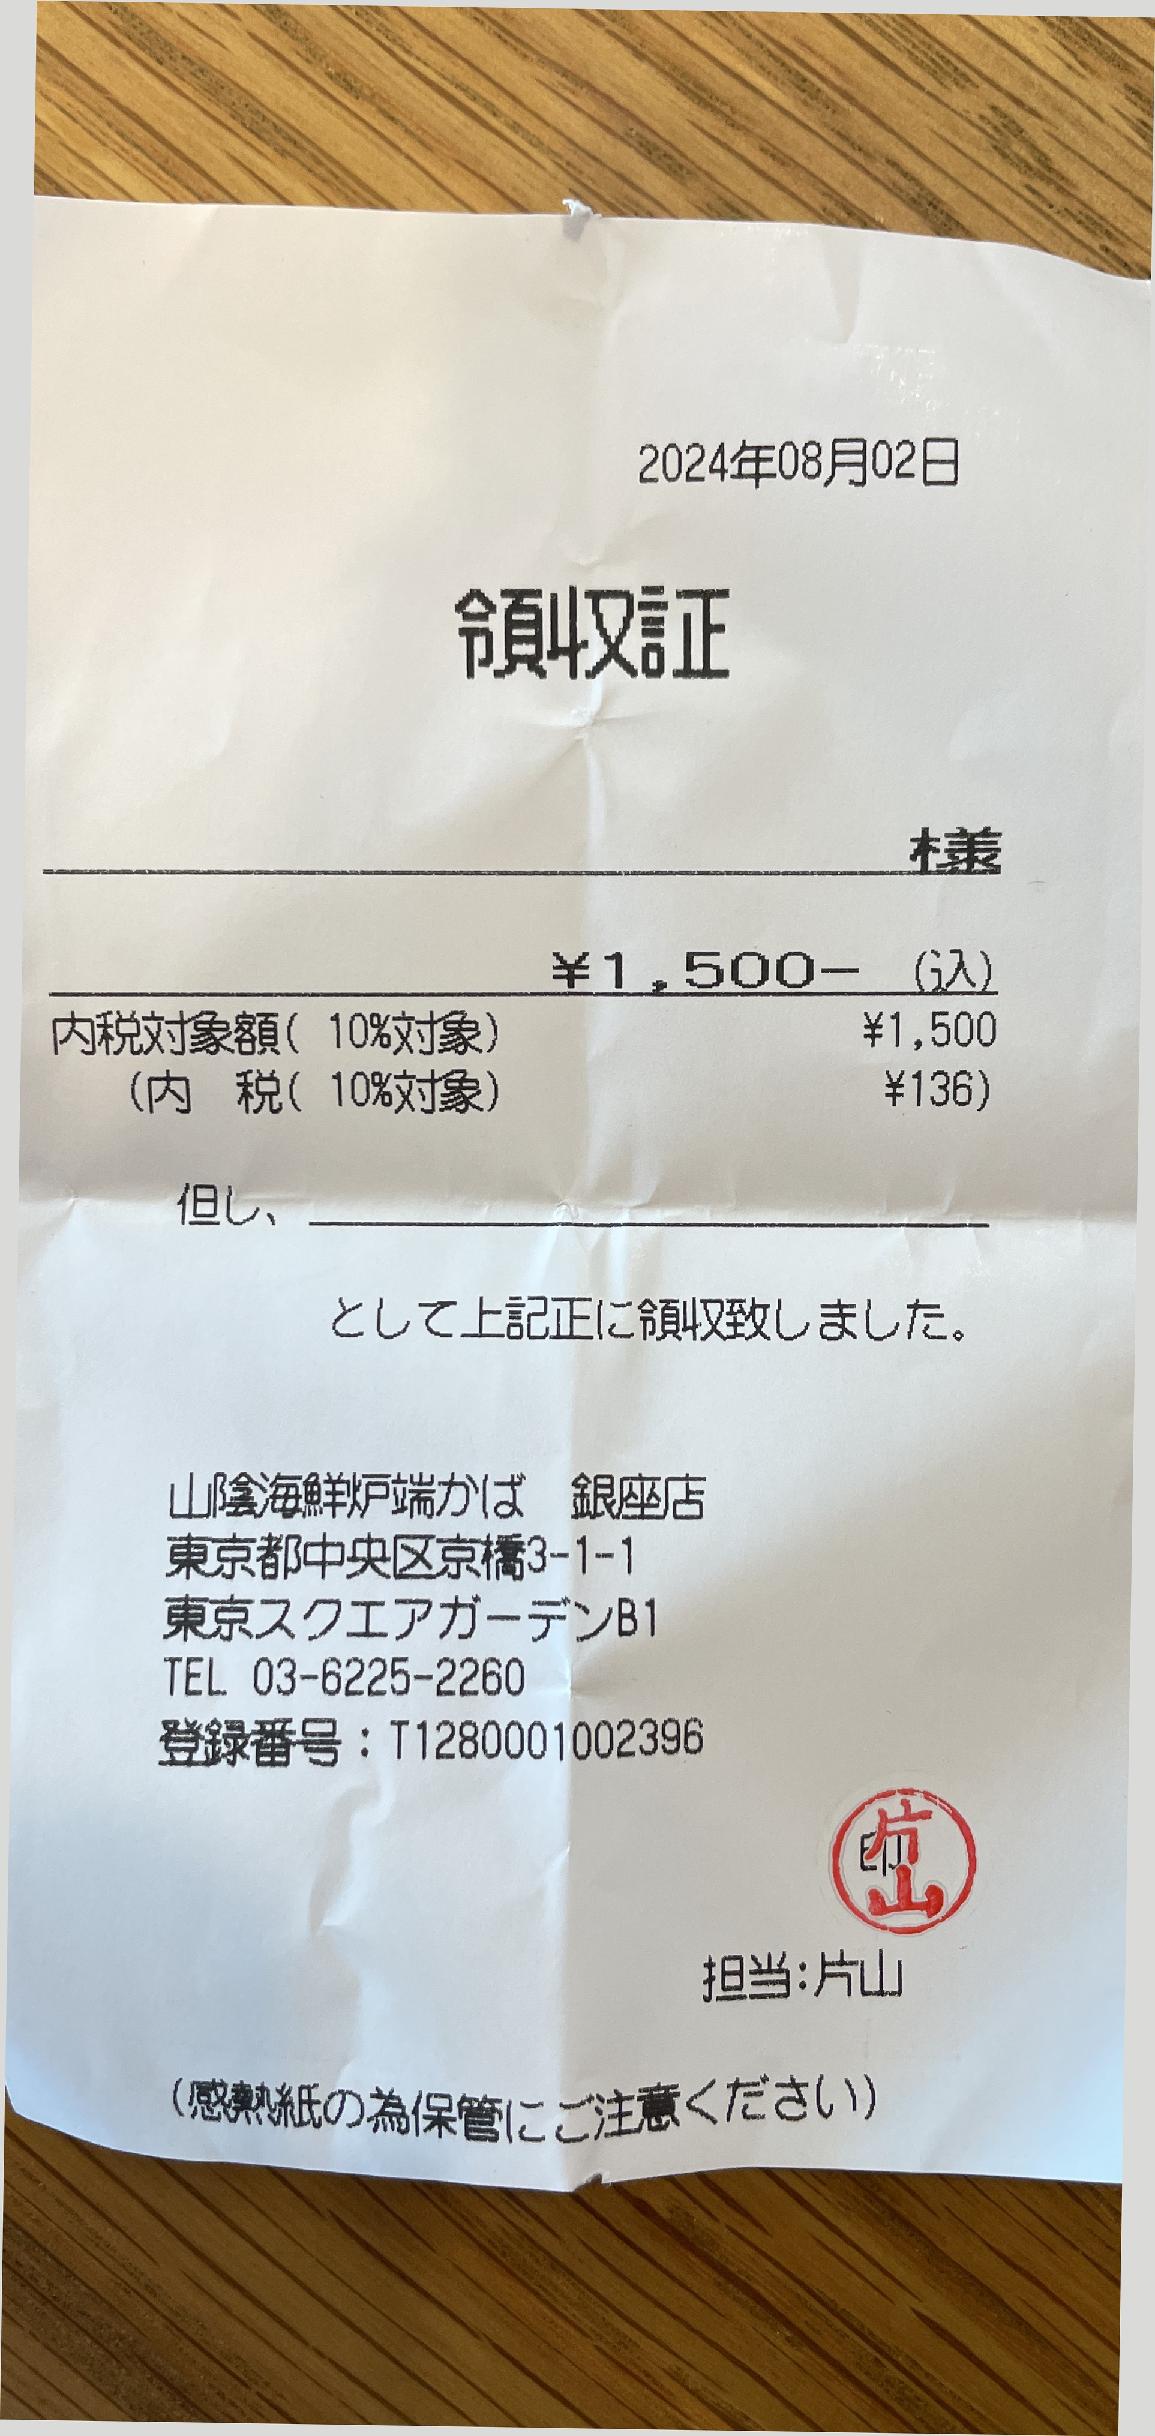 2024年08月02日
領収証
様
¥1,500- (込)
内税対象額( 10%対象) ¥1,500
(内 税( 10%対象) ¥136)
但し、
として上記正に領収致しました。
山陰海鮮炉端かば 銀座店
東京都中央区京橋3-1-1
東京スクエアガーデンB1
TEL 03-6225-2260
登録番号:T1280001002396
印
片山
担当:片山
(感熱紙の為保管にご注意ください)